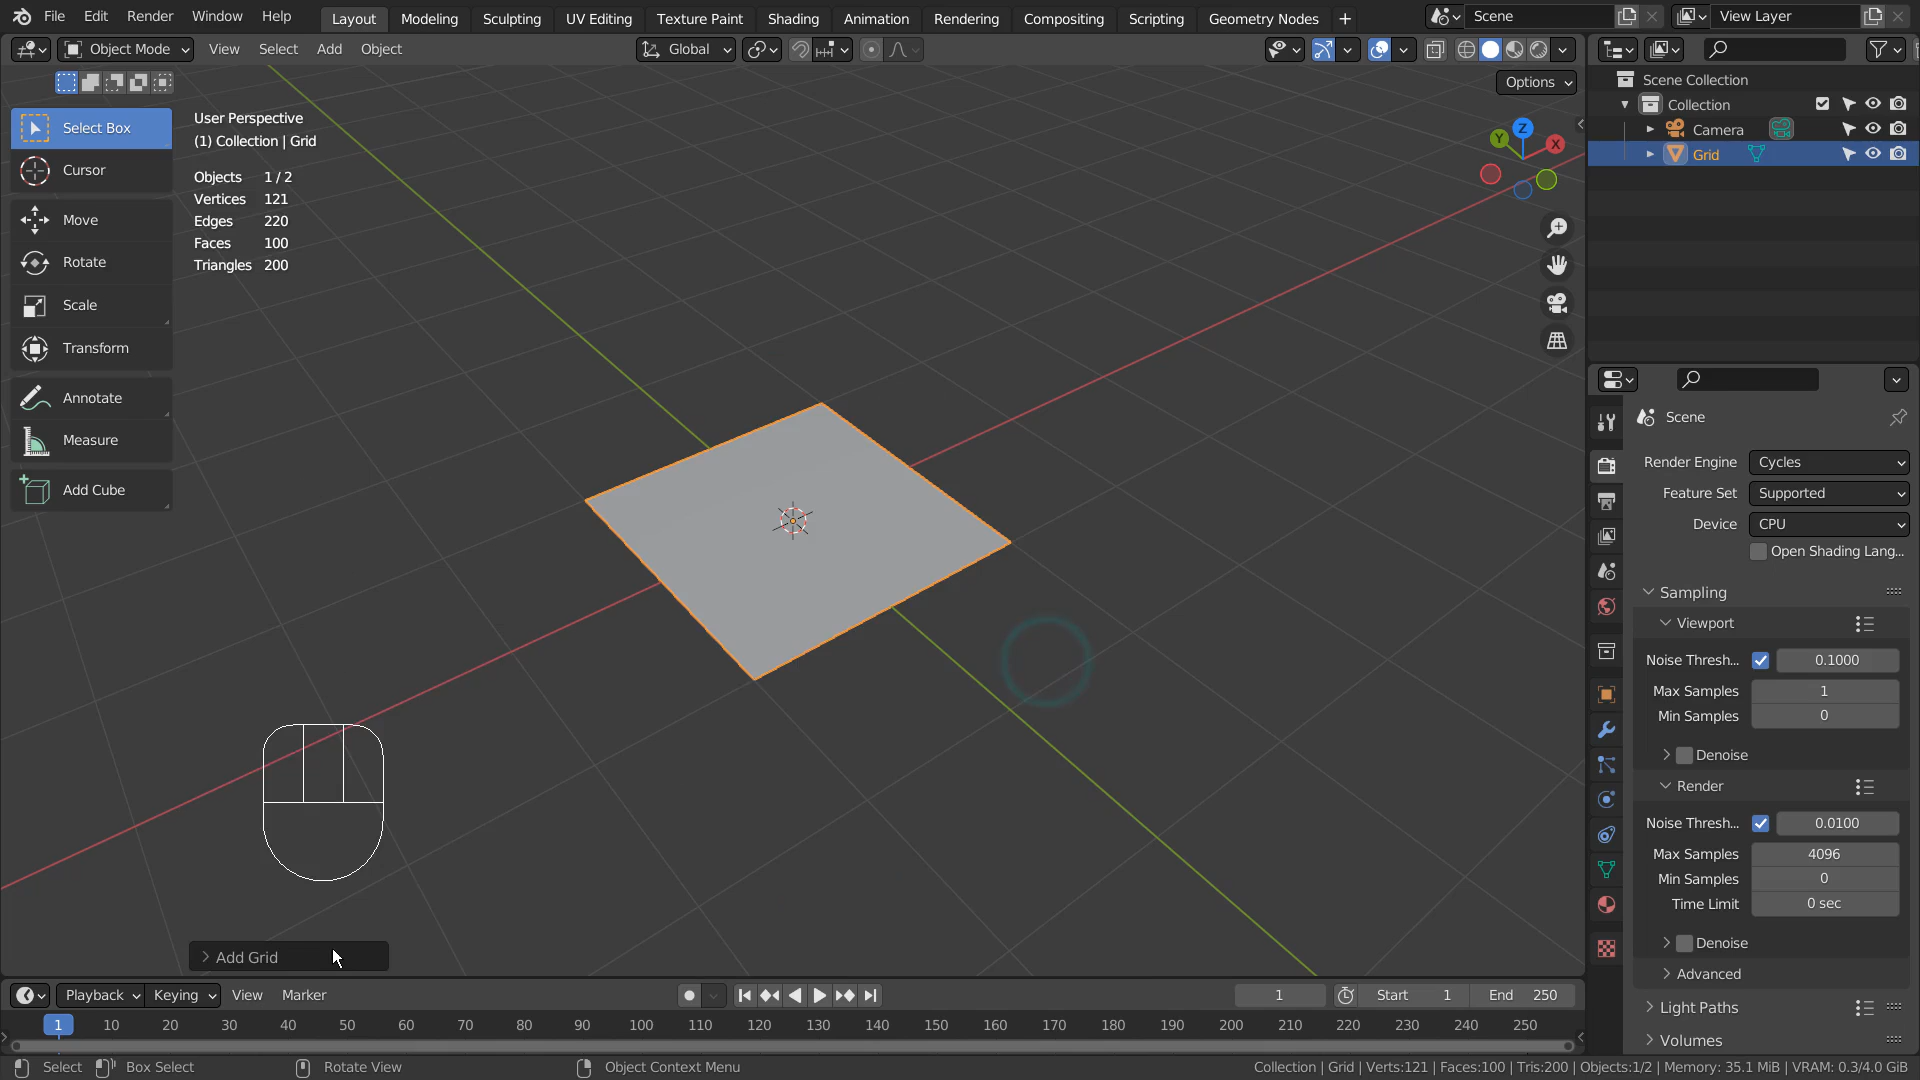 File Edit Render Window Help Layout Modeling Sculpting UV Editing Texture Paint Shading Animation Rendering Compositing Scripting Geometry Nodes + Scene View Layer
Object Mode View Select Add Object Global
Options
Select Box
Cursor
Move
Rotate
Scale
Transform
Annotate
Measure
Add Cube
User Perspective
(1) Collection | Grid
Objects 1 / 2
Vertices 121
Edges 220
Faces 100
Triangles 200
Z
Y
X
Add Grid
Scene Collection
Collection
Camera
Grid
Scene
Render Engine Cycles
Feature Set Supported
Device CPU
Open Shading Lang...
Sampling
Viewport
Noise Thresh... 0.1000
Max Samples 1
Min Samples 0
Denoise
Render
Noise Thresh... 0.0100
Max Samples 4096
Min Samples 0
Time Limit 0 sec
Denoise
Advanced
Light Paths
Volumes
Playback Keying View Marker 1 Start 1 End 250
1 10 20 30 40 50 60 70 80 90 100 110 120 130 140 150 160 170 180 190 200 210 220 230 240 250
Select Box Select Rotate View Object Context Menu Collection | Grid | Verts:121 | Faces:100 | Tris:200 | Objects:1/2 | Memory: 35.1 MiB | VRAM: 0.3/4.0 GiB